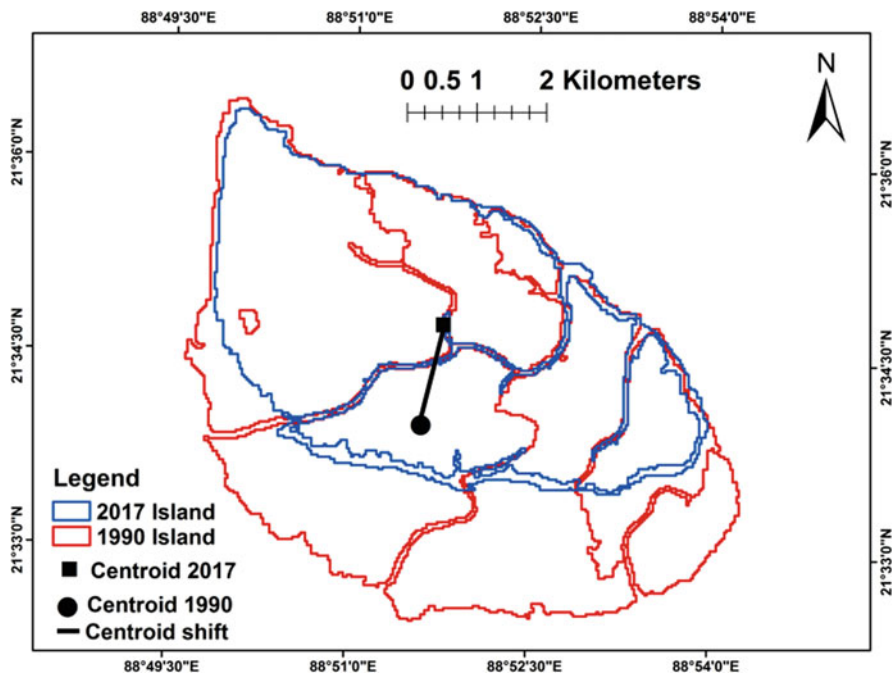 88°49'30"E 88°51'0"E 88°52'30"E 88°54'0"E
0 0.5 1 2 Kilometers
N
21°36'0"N
21°36'0"N
21°34'30"N
21°34'30"N
21°33'0"N
21°33'0"N
Legend
2017 Island
1990 Island
Centroid 2017
Centroid 1990
Centroid shift
88°49'30"E 88°51'0"E 88°52'30"E 88°54'0"E